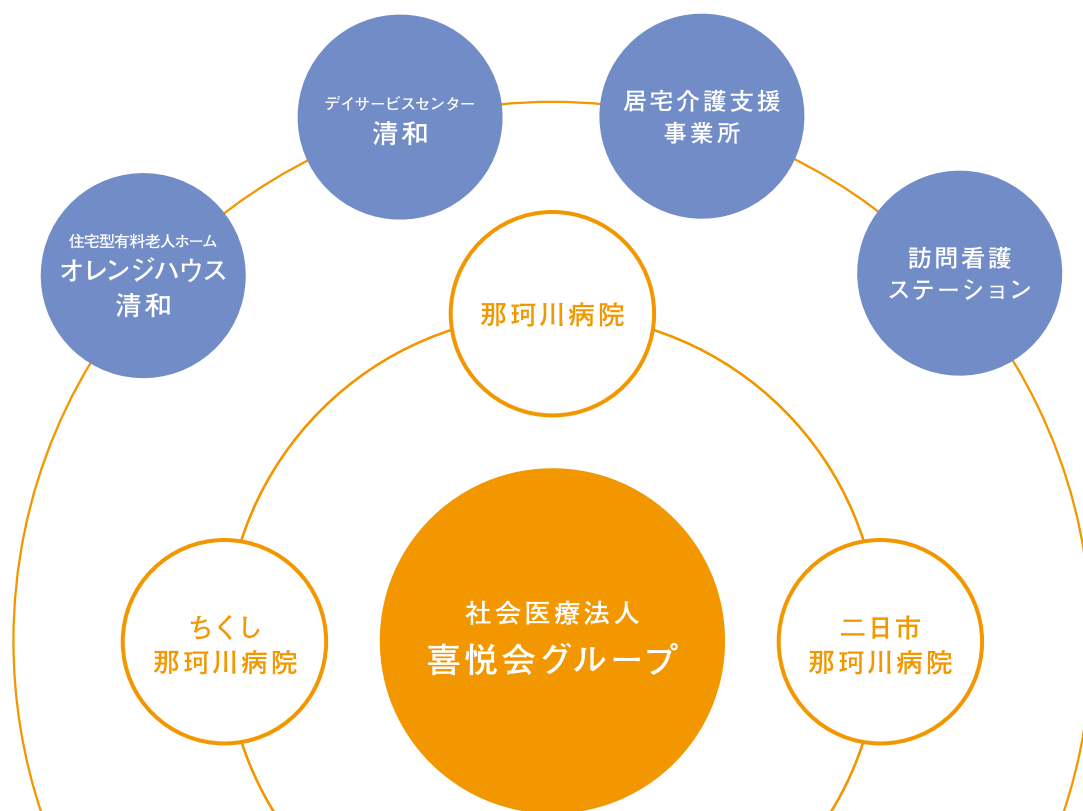 デイサービスセンター
清和
居宅介護支援
事業所
住宅型有料老人ホーム
オレンジハウス
清和
訪問看護
ステーション
那珂川病院
社会医療法人
喜悦会グループ
ちくし
那珂川病院
二日市
那珂川病院